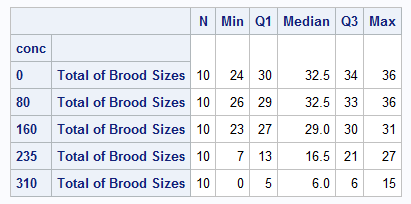 N Min Q1 Median Q3 Max
conc
0 Total of Brood Sizes 10 24 30 32.5 34 36
80 Total of Brood Sizes 10 26 29 32.5 33 36
160 Total of Brood Sizes 10 23 27 29.0 30 31
235 Total of Brood Sizes 10 7 13 16.5 21 27
310 Total of Brood Sizes 10 0 5 6.0 6 15